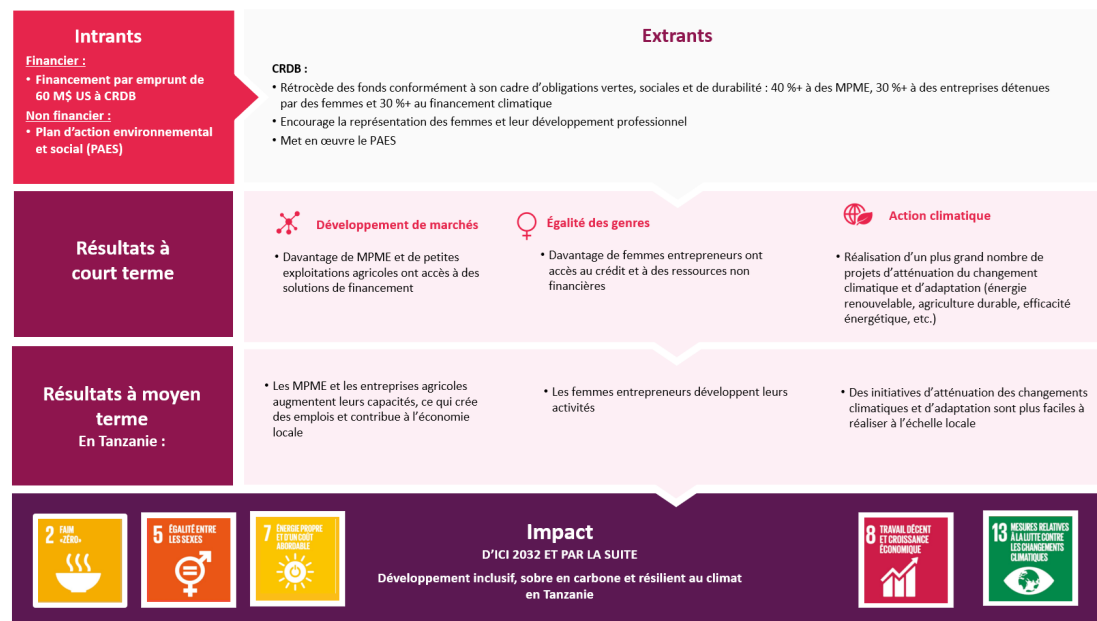 Intrants
Financier :
• Financement par emprunt de
60 M$ US à CRDB
Non financier :
• Plan d’action environnemental
et social (PAES)
Extrants
CRDB :
• Rétrocède des fonds conformément à son cadre d’obligations vertes, sociales et de durabilité : 40 %+ à des MPME, 30 %+ à des entreprises détenues
par des femmes et 30 %+ au financement climatique
• Encourage la représentation des femmes et leur développement professionnel
• Met en œuvre le PAES
Résultats à
court terme
Développement de marchés
• Davantage de MPME et de petites
exploitations agricoles ont accès à des
solutions de financement
Égalité des genres
• Davantage de femmes entrepreneurs ont
accès au crédit et à des ressources non
financières
Action climatique
• Réalisation d’un plus grand nombre de
projets d’atténuation du changement
climatique et d’adaptation (énergie
renouvelable, agriculture durable, efficacité
énergétique, etc.)
Résultats à moyen
terme
En Tanzanie :
• Les MPME et les entreprises agricoles
augmentent leurs capacités, ce qui crée
des emplois et contribue à l’économie
locale
• Les femmes entrepreneurs développent leurs
activités
• Des initiatives d’atténuation des changements
climatiques et d’adaptation sont plus faciles à
réaliser à l’échelle locale
2 FAIM
«ZÉRO»
5 ÉGALITÉ ENTRE
LES SEXES
7 ÉNERGIE PROPRE
ET D'UN COÛT
ABORDABLE
Impact
D’ICI 2032 ET PAR LA SUITE
Développement inclusif, sobre en carbone et résilient au climat
en Tanzanie
8 TRAVAIL DÉCENT
ET CROISSANCE
ÉCONOMIQUE
13 MESURES RELATIVES
À LA LUTTE CONTRE
LES CHANGEMENTS
CLIMATIQUES